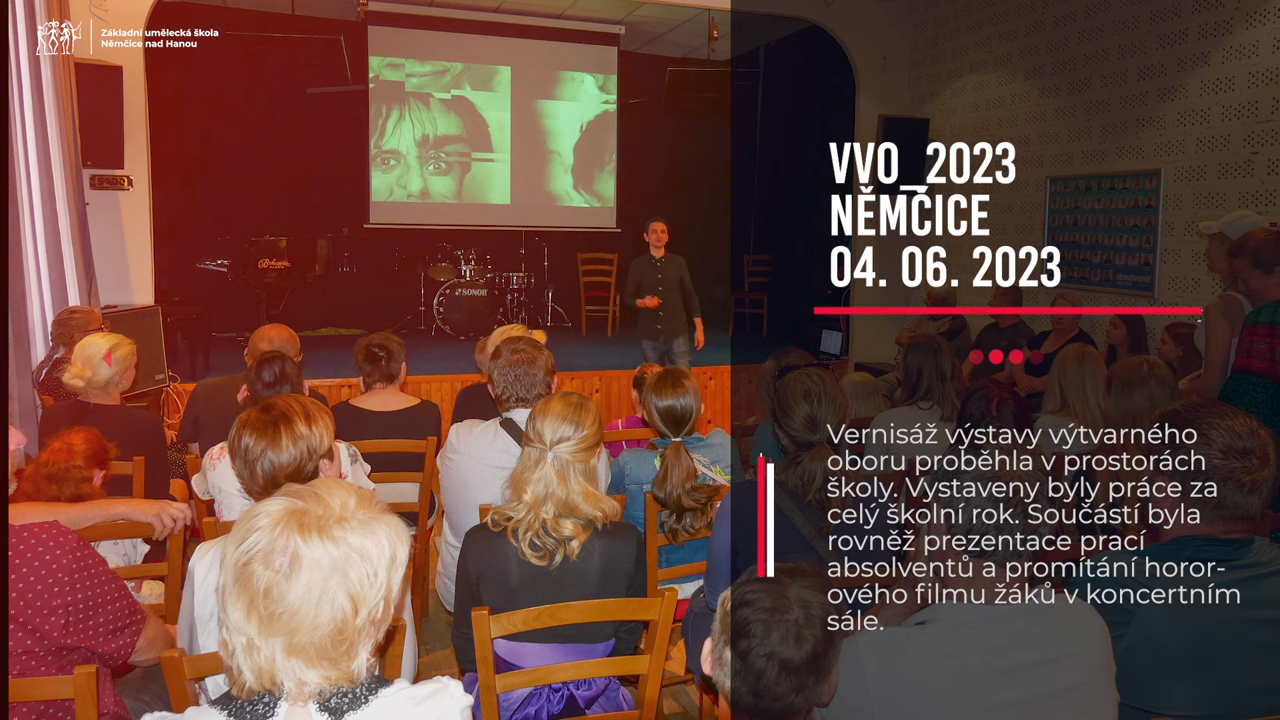 Základní umělecká škola
Němčice nad Hanou
SONOR
VVO_2023
NĚMČICE
04. 06. 2023
Vernisáž výstavy výtvarného
oboru proběhla v prostorách
školy. Vystaveny byly práce za
celý školní rok. Součástí byla
rovněž prezentace prací
absolventů a promítání horor-
ového filmu žáků v koncertním
sále.